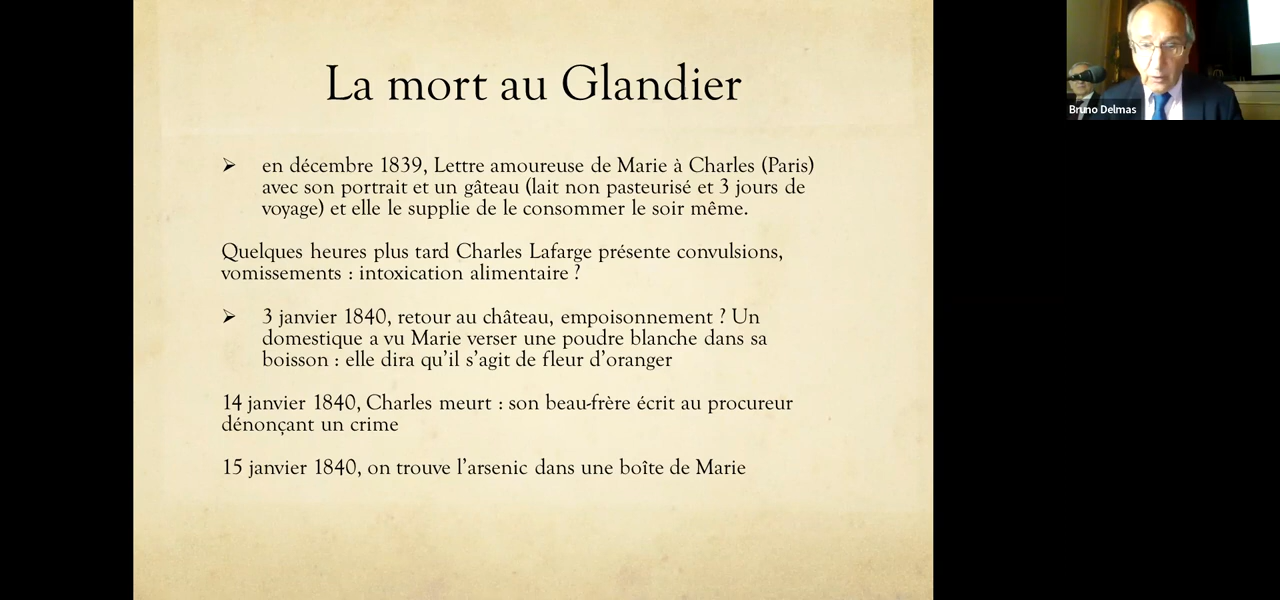 La mort au Glandier
➢ en décembre 1839, Lettre amoureuse de Marie à Charles (Paris)
avec son portrait et un gâteau (lait non pasteurisé et 3 jours de
voyage) et elle le supplie de le consommer le soir même.
Quelques heures plus tard Charles Lafarge présente convulsions,
vomissements : intoxication alimentaire ?
➢ 3 janvier 1840, retour au château, empoisonnement ? Un
domestique a vu Marie verser une poudre blanche dans sa
boisson : elle dira qu’il s’agit de fleur d’oranger
14 janvier 1840, Charles meurt : son beau-frère écrit au procureur
dénonçant un crime
15 janvier 1840, on trouve l’arsenic dans une boîte de Marie
Bruno Delmas